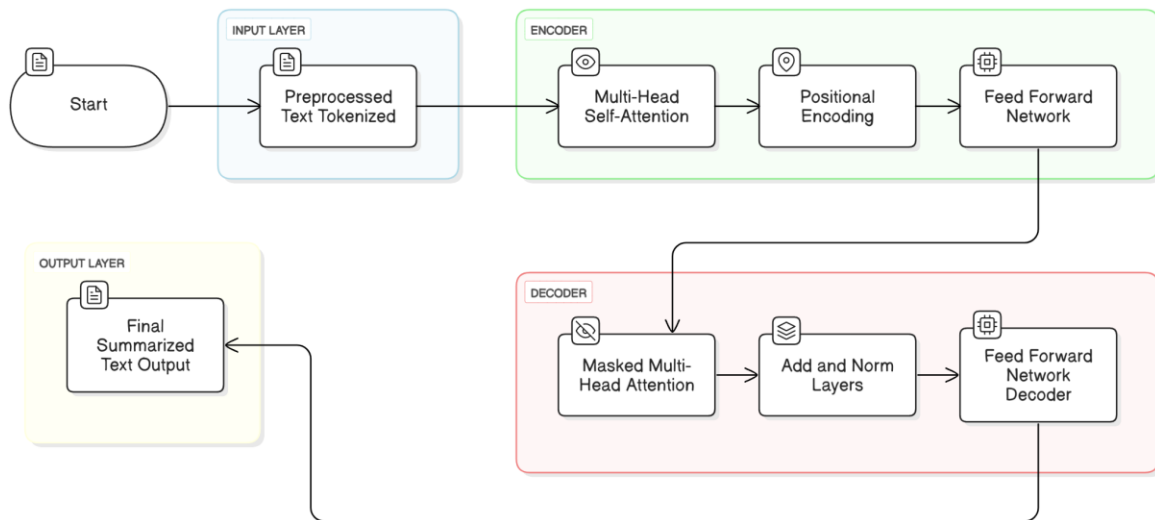 INPUT LAYER
ENCODER
Start
Preprocessed
Text Tokenized
Multi-Head
Self-Attention
Positional
Encoding
Feed Forward
Network
OUTPUT LAYER
Final
Summarized
Text Output
DECODER
Masked Multi-
Head Attention
Add and Norm
Layers
Feed Forward
Network
Decoder